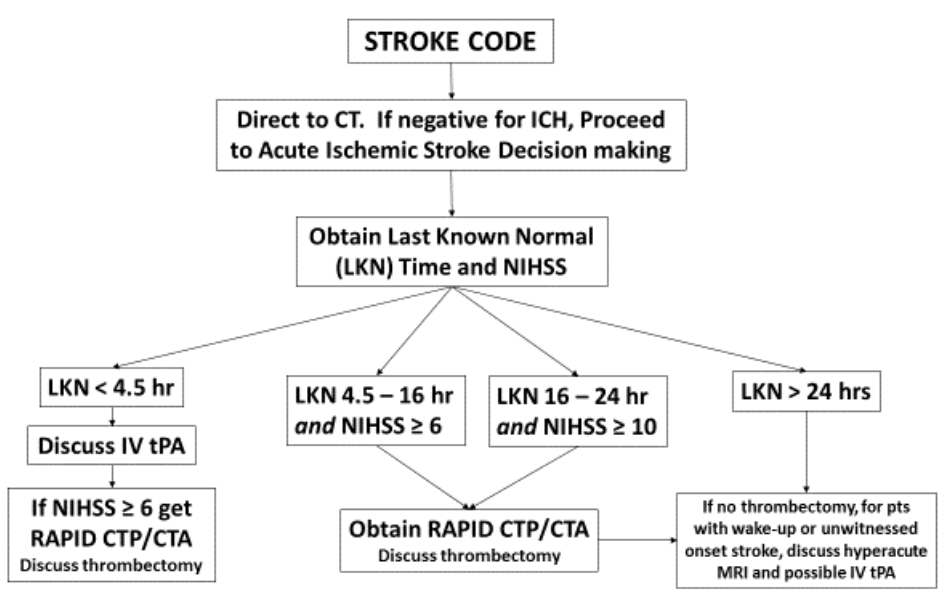 STROKE CODE
Direct to CT.  If negative for ICH, Proceed
to Acute Ischemic Stroke Decision making
Obtain Last Known Normal
(LKN) Time and NIHSS
LKN < 4.5 hr
Discuss IV tPA
If NIHSS ≥ 6 get
RAPID CTP/CTA
Discuss thrombectomy
LKN 4.5 – 16 hr
and NIHSS ≥ 6
LKN 16 – 24 hr
and NIHSS ≥ 10
Obtain RAPID CTP/CTA
Discuss thrombectomy
LKN > 24 hrs
If no thrombectomy, for pts
with wake-up or unwitnessed
onset stroke, discuss hyperacute
MRI and possible IV tPA